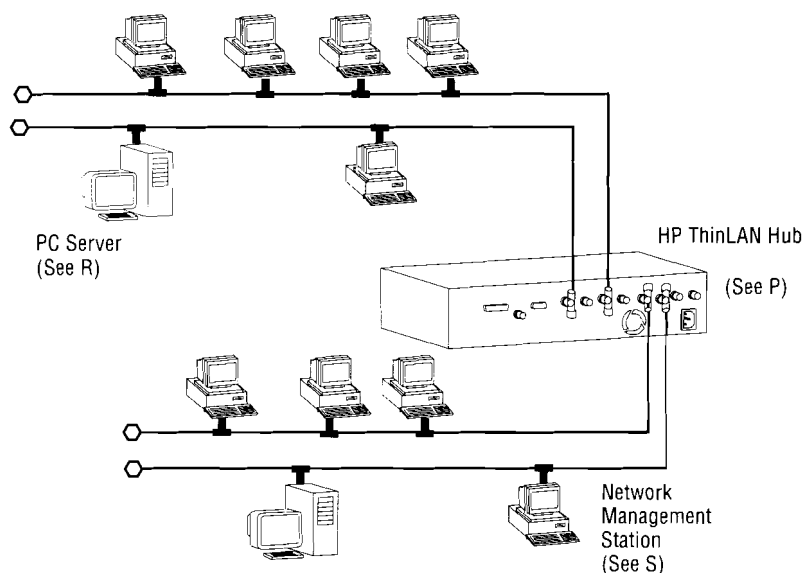 PC Server
(See R)
HP ThinLAN Hub
(See P)
Network
Management
Station
(See S)